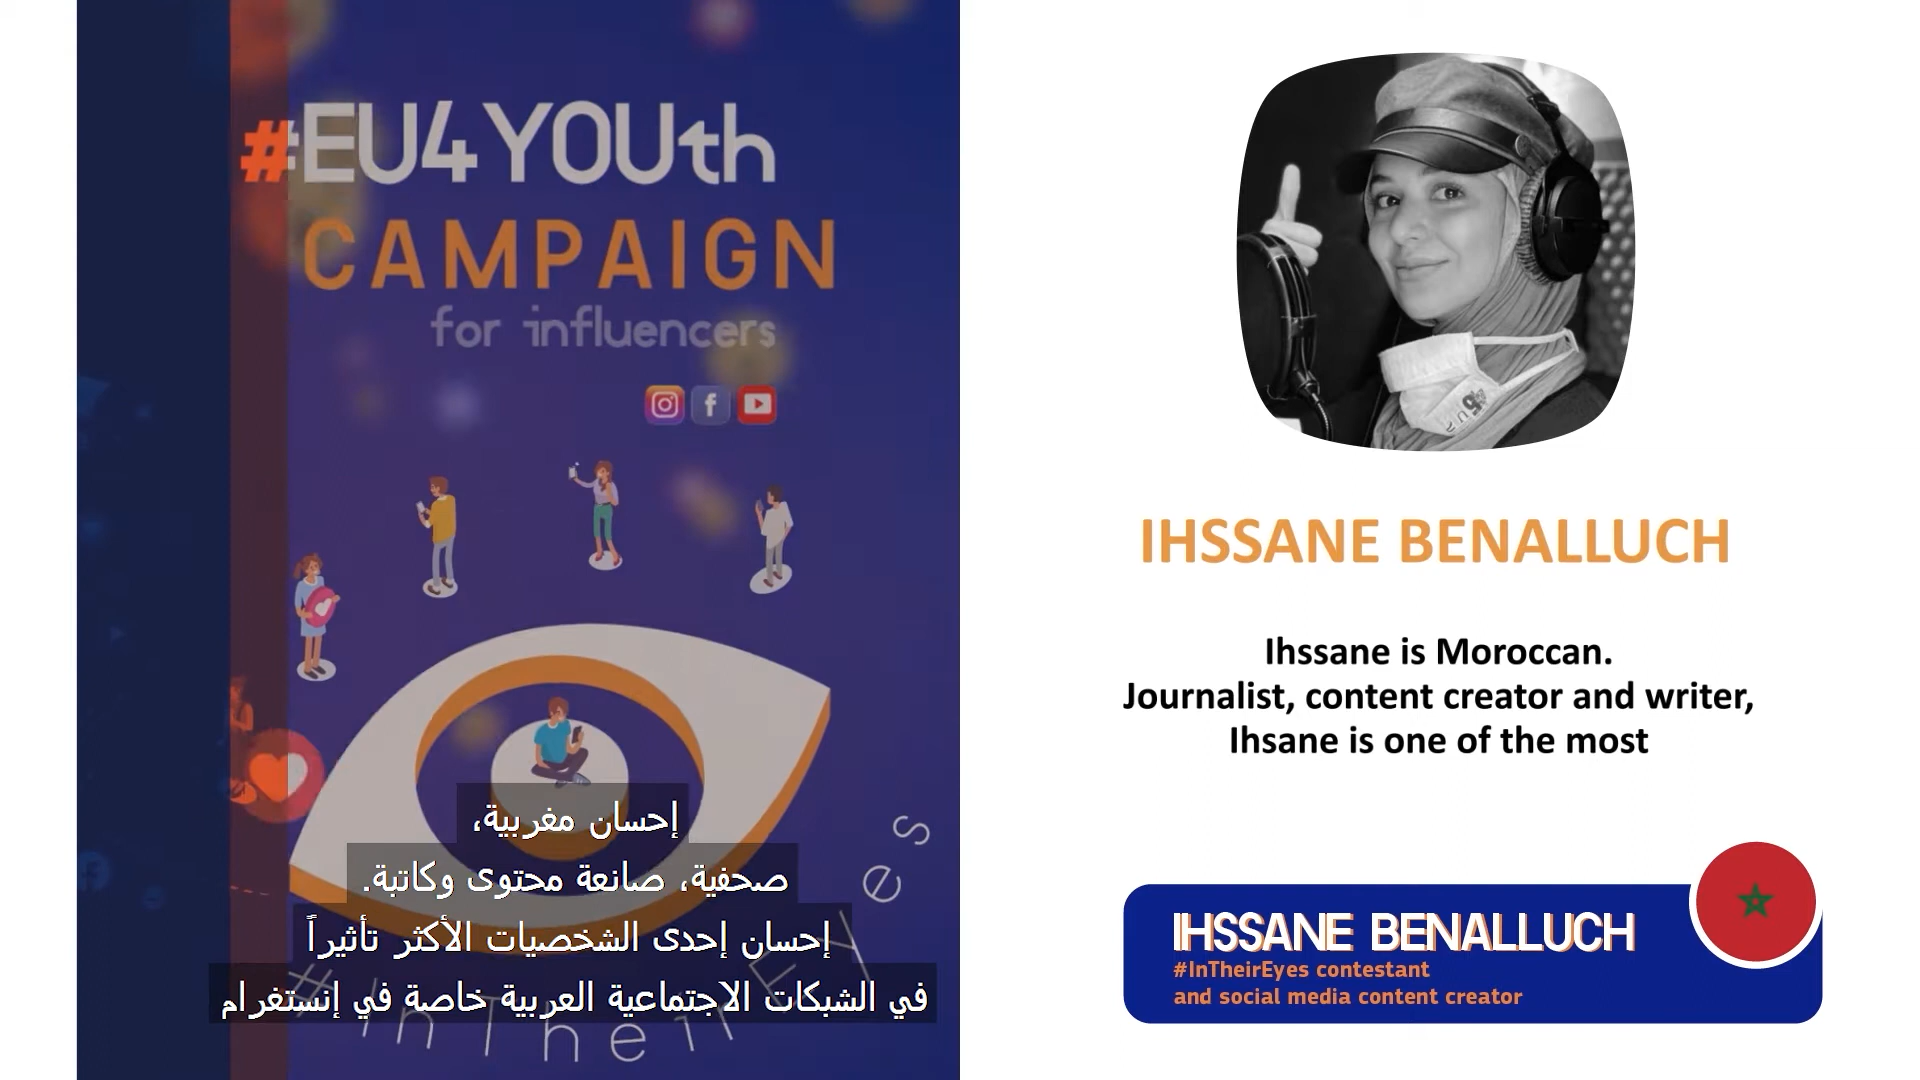 #EU4YOUth
CAMPAIGN
for influencers
إحسان مغربية،
صحفية، صانعة محتوى وكاتبة.
إحسان إحدى الشخصيات الأكثر تأثيراً
في الشبكات الاجتماعية العربية خاصة في إنستغرام
#InTheirEyes
IHSSANE BENALLUCH
Ihssane is Moroccan.
Journalist, content creator and writer,
Ihsane is one of the most
IHSSANE BENALLUCH
#InTheirEyes contestant
and social media content creator